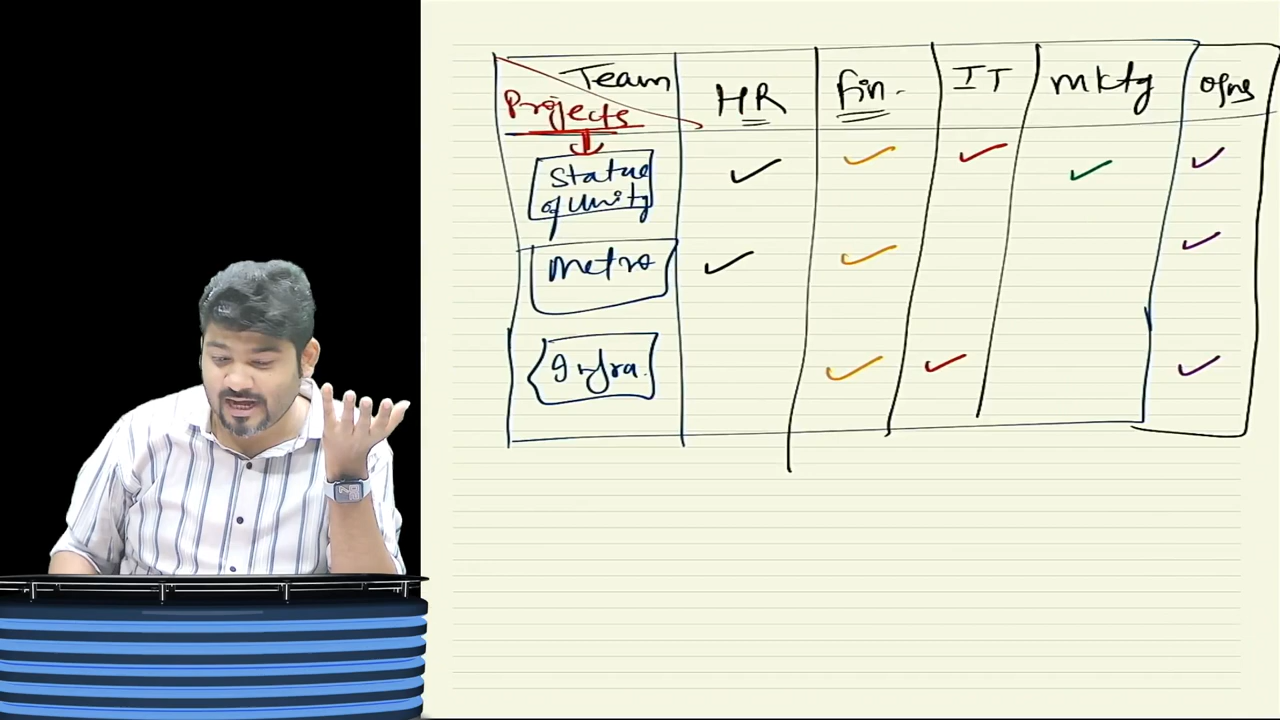 Team
Projects
HR
Fin.
IT
mktg
opns
Statue
of Unity
Metro
Infra.